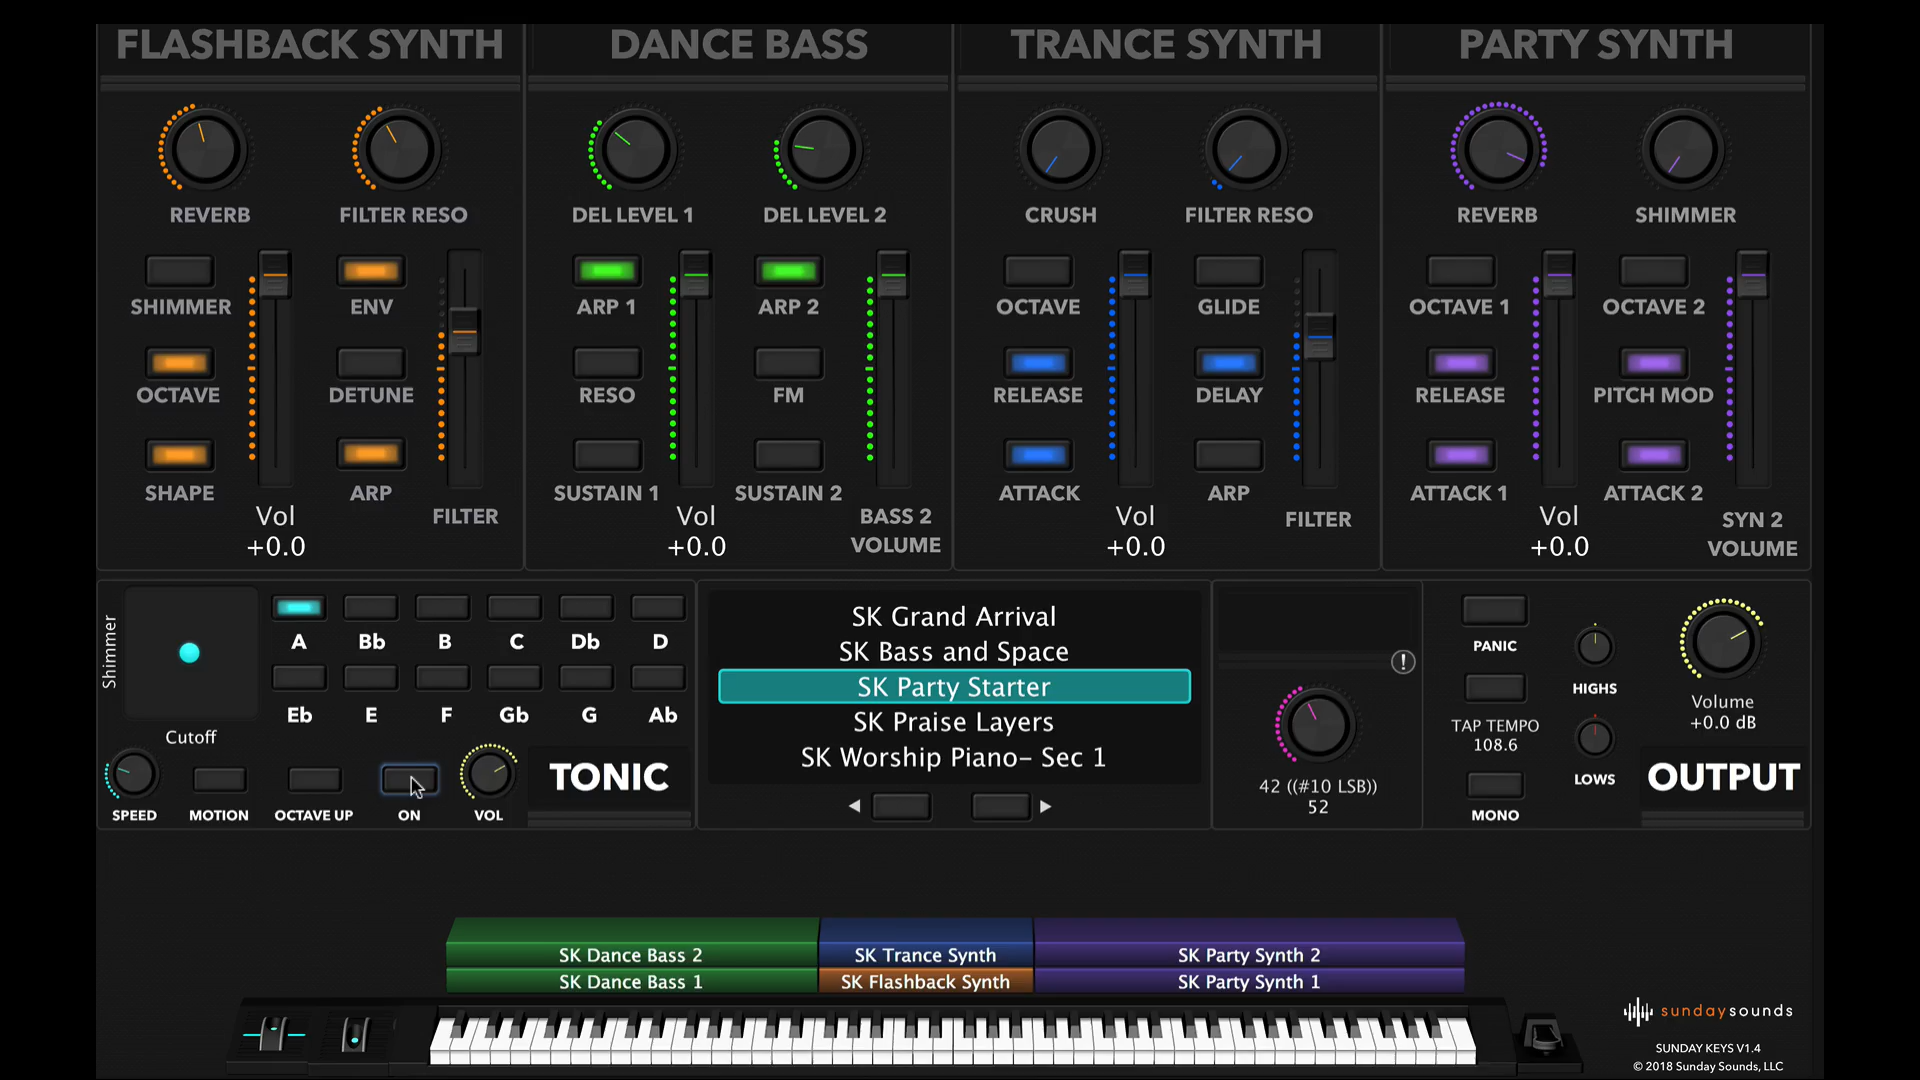 FLASHBACK SYNTH
REVERB
FILTER RESO
SHIMMER
ENV
OCTAVE
DETUNE
SHAPE
ARP
Vol
+0.0
FILTER
DANCE BASS
DEL LEVEL 1
DEL LEVEL 2
ARP 1
ARP 2
RESO
FM
SUSTAIN 1
SUSTAIN 2
Vol
+0.0
BASS 2
VOLUME
TRANCE SYNTH
CRUSH
FILTER RESO
OCTAVE
GLIDE
RELEASE
DELAY
ATTACK
ARP
Vol
+0.0
FILTER
PARTY SYNTH
REVERB
SHIMMER
OCTAVE 1
OCTAVE 2
RELEASE
PITCH MOD
ATTACK 1
ATTACK 2
Vol
+0.0
SYN 2
VOLUME
Shimmer
Cutoff
A Bb B C Db D
Eb E F Gb G Ab
SPEED
MOTION
OCTAVE UP
ON
VOL
TONIC
SK Grand Arrival
SK Bass and Space
SK Party Starter
SK Praise Layers
SK Worship Piano- Sec 1
!
42 ((#10 LSB))
52
PANIC
TAP TEMPO
108.6
MONO
HIGHS
LOWS
Volume
+0.0 dB
OUTPUT
SK Dance Bass 2
SK Trance Synth
SK Party Synth 2
SK Dance Bass 1
SK Flashback Synth
SK Party Synth 1
sundaysounds
SUNDAY KEYS V1.4
© 2018 Sunday Sounds, LLC